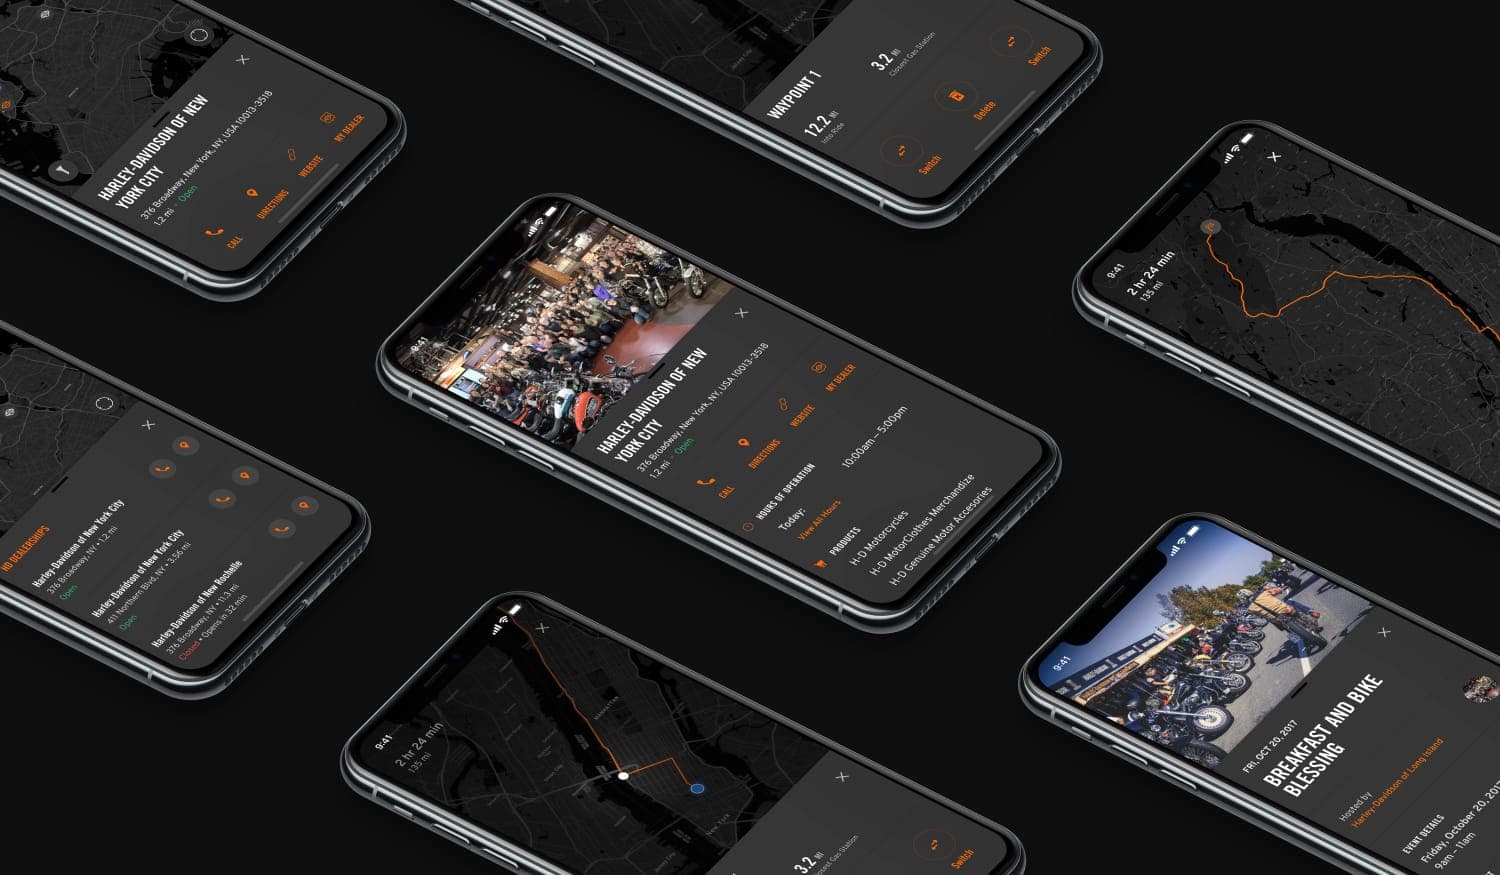 HARLEY-DAVIDSON OF NEW
YORK CITY
376 Broadway, New York, NY, USA 10013-3518
1.2 mi · Open
CALL
DIRECTIONS
WEBSITE
MY DEALER
WAYPOINT 1
12.2 MI
Into Ride
3.2 MI
Closest Gas Station
Switch
Delete
Switch
9:41
2 hr 24 min
135 mi
9:41
HARLEY-DAVIDSON OF NEW
YORK CITY
376 Broadway, New York, NY, USA 10013-3518
1.2 mi · Open
CALL
DIRECTIONS
WEBSITE
MY DEALER
HOURS OF OPERATION
Today:
10:00am – 5:00pm
View All Hours
PRODUCTS
H-D Motorcycles
H-D MotorClothes Merchandize
H-D Genuine Motor Accesories
HD DEALERSHIPS
Harley-Davidson of New York City
376 Broadway, NY • 1.2 mi
Open
Harley-Davidson of New York City
411 Northern Blvd, NY • 3.56 mi
Open
Harley-Davidson of New Rochelle
376 Broadway, NY • 11.3 mi
Closed • Opens in 32 min
9:41
2 hr 24 min
135 mi
New York
3.2 MI
Closest Gas Station
Switch
9:41
FRI, OCT 20, 2017
BREAKFAST AND BIKE
BLESSING
Hosted by
Harley-Davidson of Long Island
EVENT DETAILS
Friday, October 20, 2017
9am - 11am